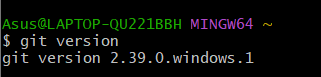 Asus@LAPTOP-QU221BBH MINGW64 ~
$ git version
git version 2.39.0.windows.1